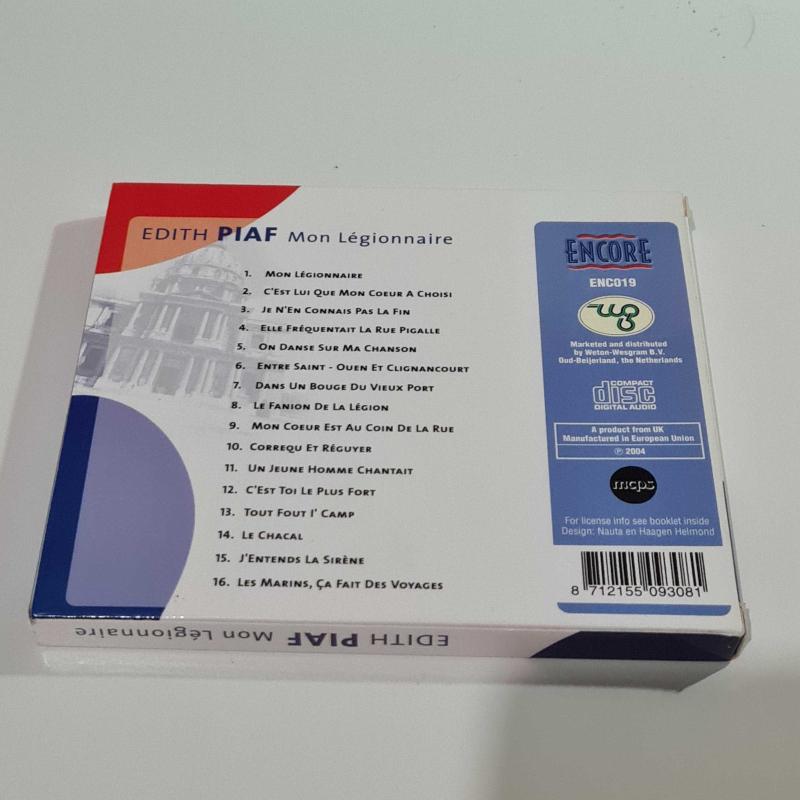 EDITH PIAF Mon Légionnaire
1. MON LÉGIONNAIRE
2. C'EST LUI QUE MON COEUR A CHOISI
3. JE N'EN CONNAIS PAS LA FIN
4. ELLE FRÉQUENTAIT LA RUE PIGALLE
5. ON DANSE SUR MA CHANSON
6. ENTRE SAINT - OUEN ET CLIGNANCOURT
7. DANS UN BOUGE DU VIEUX PORT
8. LE FANION DE LA LÉGION
9. MON COEUR EST AU COIN DE LA RUE
10. CORREQU ET RÉGUYER
11. UN JEUNE HOMME CHANTAIT
12. C'EST TOI LE PLUS FORT
13. TOUT FOUT I' CAMP
14. LE CHACAL
15. J'ENTENDS LA SIRÈNE
16. LES MARINS, ÇA FAIT DES VOYAGES
ENCORE
ENC019
wg
Marketed and distributed
by Weton-Wesgram B.V.
Oud-Beijerland, the Netherlands
COMPACT
disc
DIGITAL AUDIO
A product from UK
Manufactured in European Union
℗ 2004
mcps
For license info see booklet inside
Design: Nauta en Haagen Helmond
8 712155 093081
EDITH PIAF Mon Légionnaire